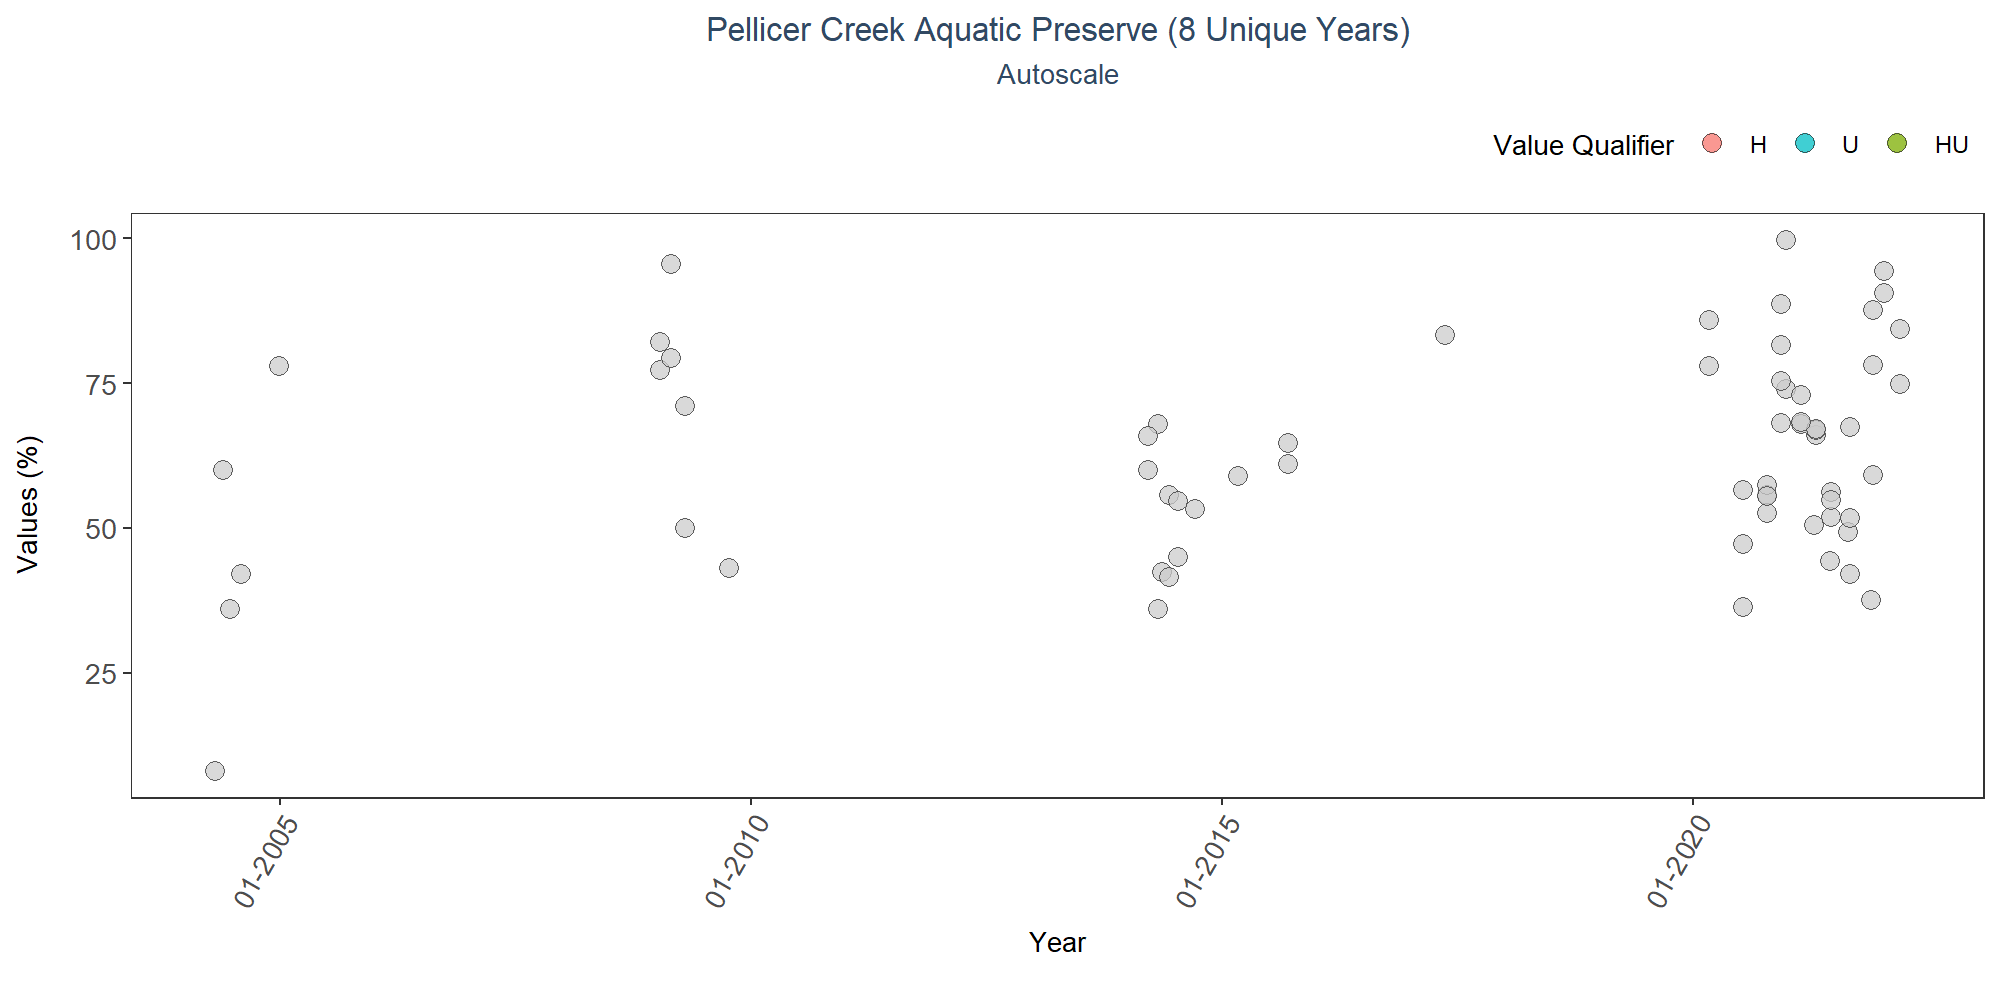 Pellicer Creek Aquatic Preserve (8 Unique Years)
Autoscale
Value Qualifier H U HU
100
75
50
25
Values (%)
01-2005 01-2010 01-2015 01-2020
Year